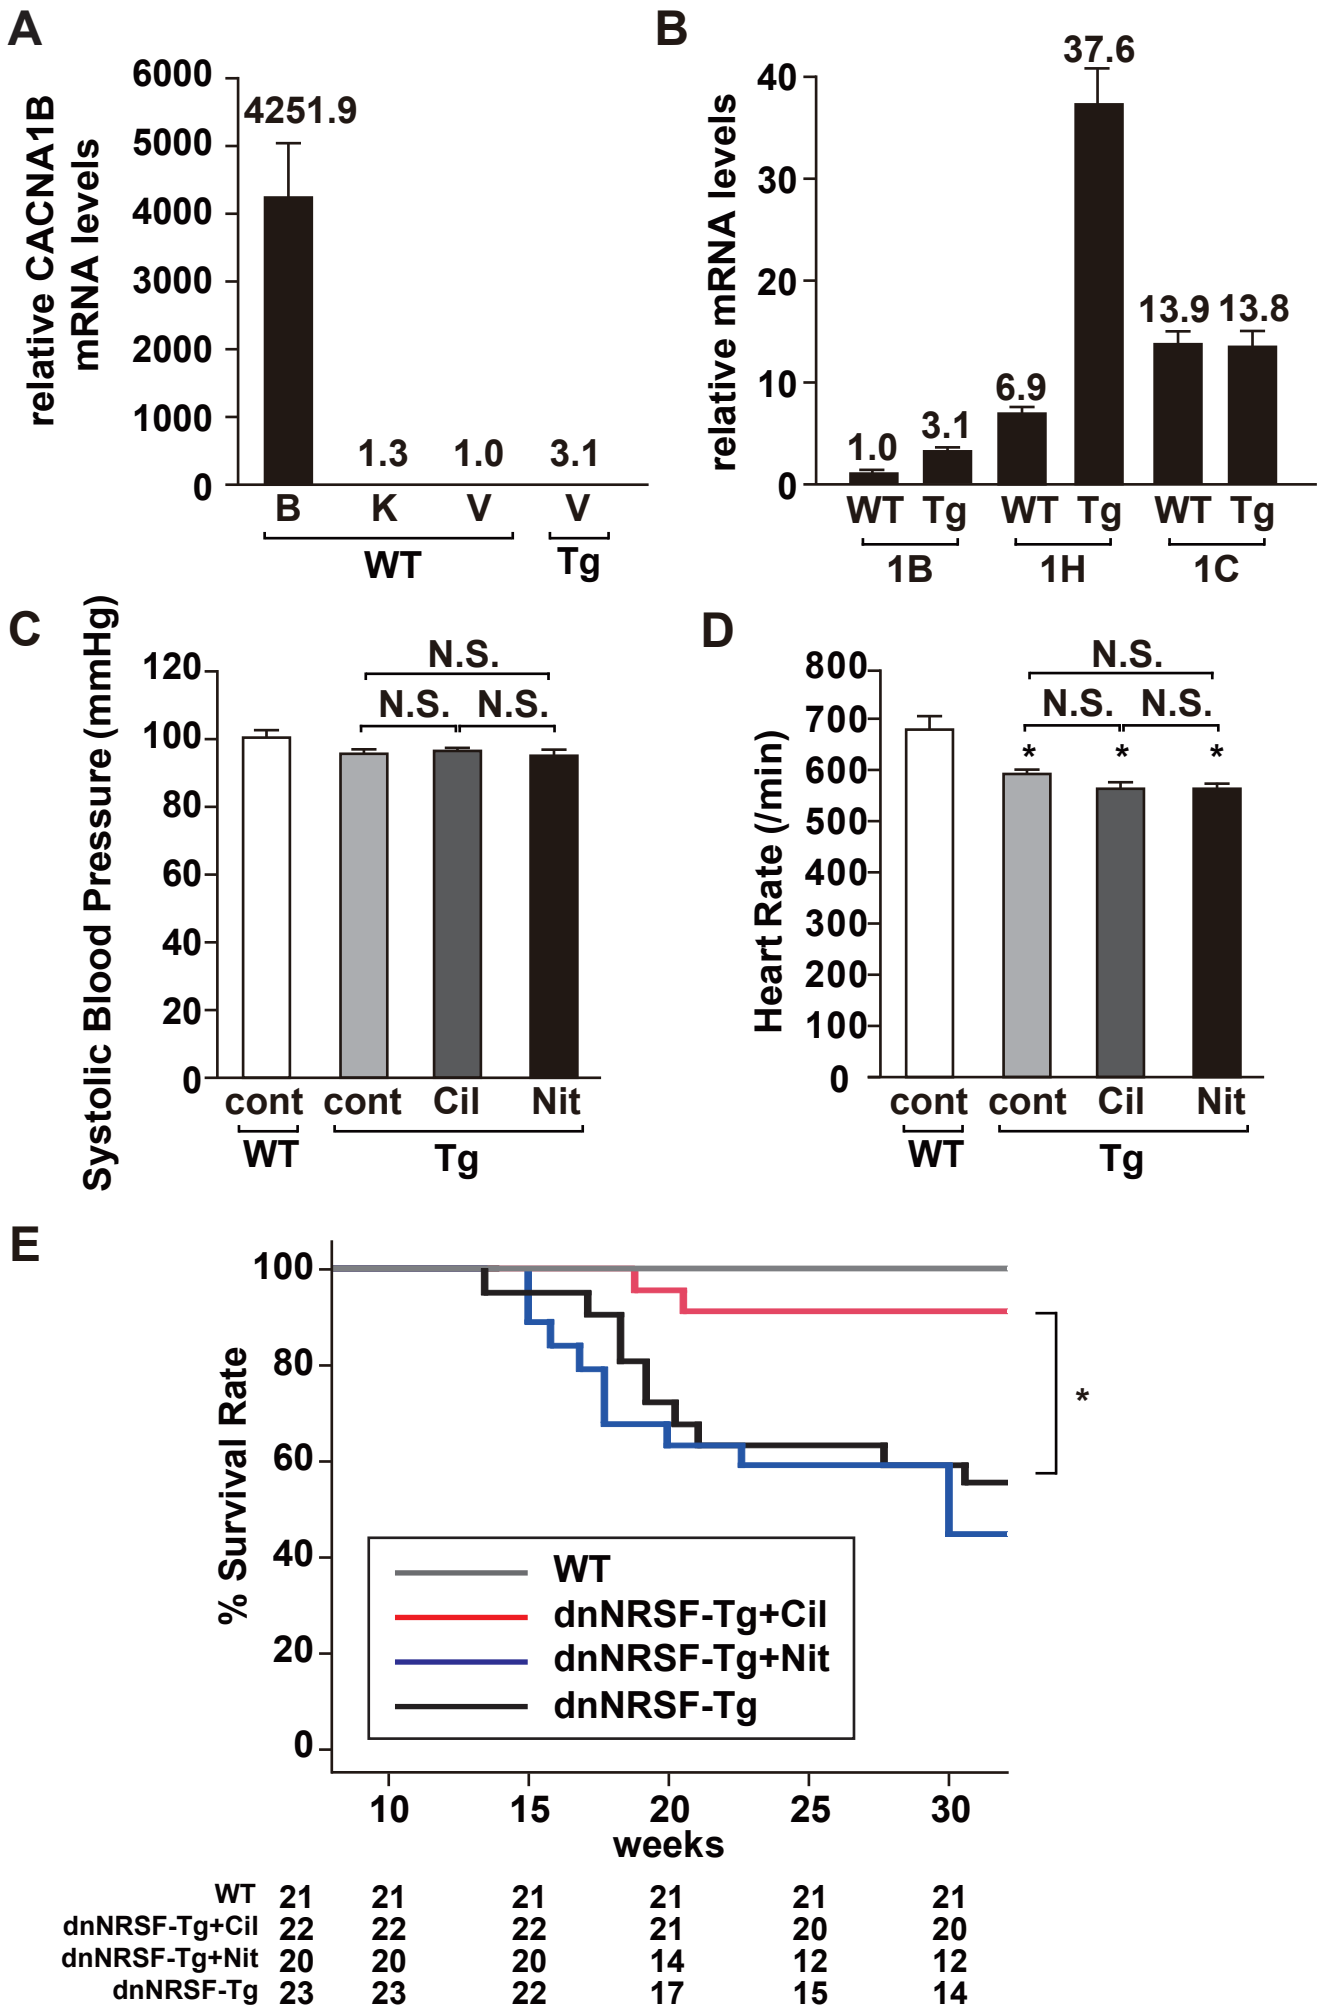 A
relative CACNA1B
mRNA levels
6000
5000
4000
3000
2000
1000
0
4251.9
1.3 1.0 3.1
B K V V
WT Tg
B
relative mRNA levels
40
30
20
10
0
1.0 3.1 6.9 37.6 13.9 13.8
WT Tg WT Tg WT Tg
1B 1H 1C
C
Systolic Blood Pressure (mmHg)
120
100
80
60
40
20
0
N.S.
N.S. N.S.
cont cont Cil Nit
WT Tg
D
Heart Rate (/min)
800
700
600
500
400
300
200
100
0
N.S.
N.S. N.S.
* * *
cont cont Cil Nit
WT Tg
E
% Survival Rate
100
80
60
40
20
0
*
WT
dnNRSF-Tg+Cil
dnNRSF-Tg+Nit
dnNRSF-Tg
10 15 20 25 30
weeks
WT 21 21 21 21 21 21
dnNRSF-Tg+Cil 22 22 22 21 20 20
dnNRSF-Tg+Nit 20 20 20 14 12 12
dnNRSF-Tg 23 23 22 17 15 14